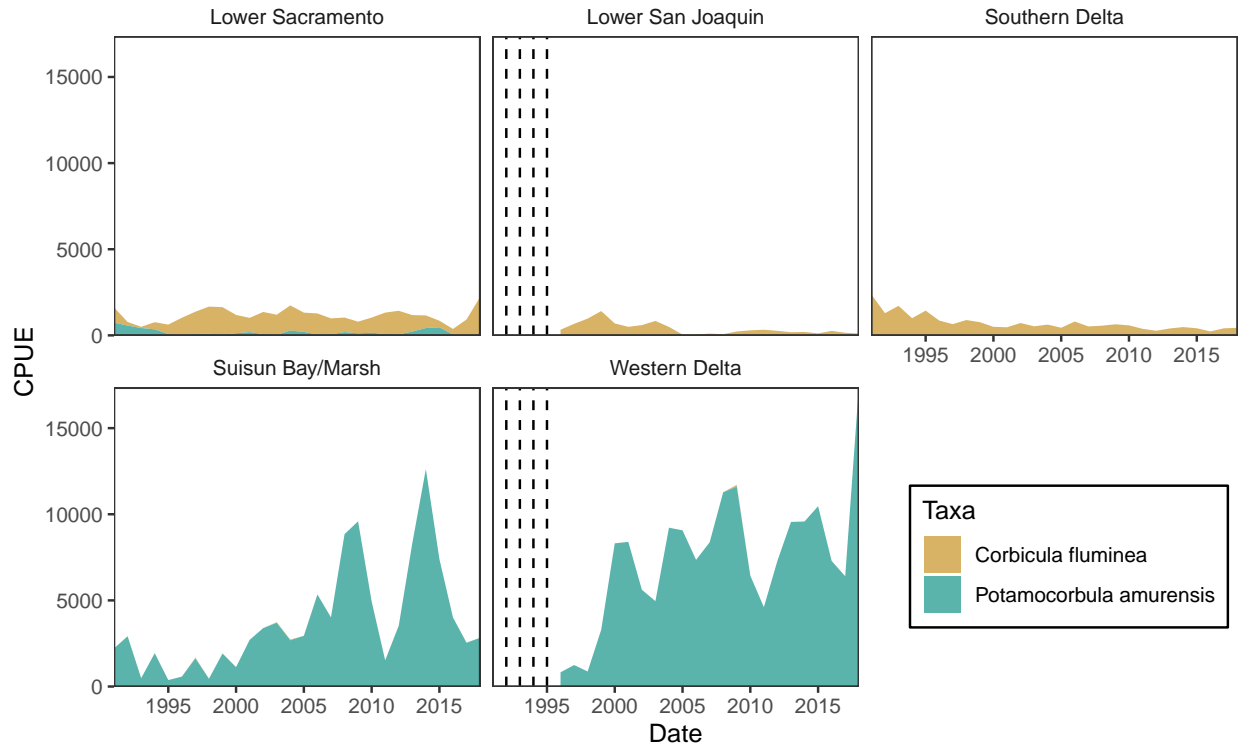 Lower Sacramento
Lower San Joaquin
Southern Delta
15000
10000
5000
0
1995 2000 2005 2010 2015
CPUE
Suisun Bay/Marsh
Western Delta
15000
10000
5000
0
1995 2000 2005 2010 2015
1995 2000 2005 2010 2015
Date
Taxa
Corbicula fluminea
Potamocorbula amurensis